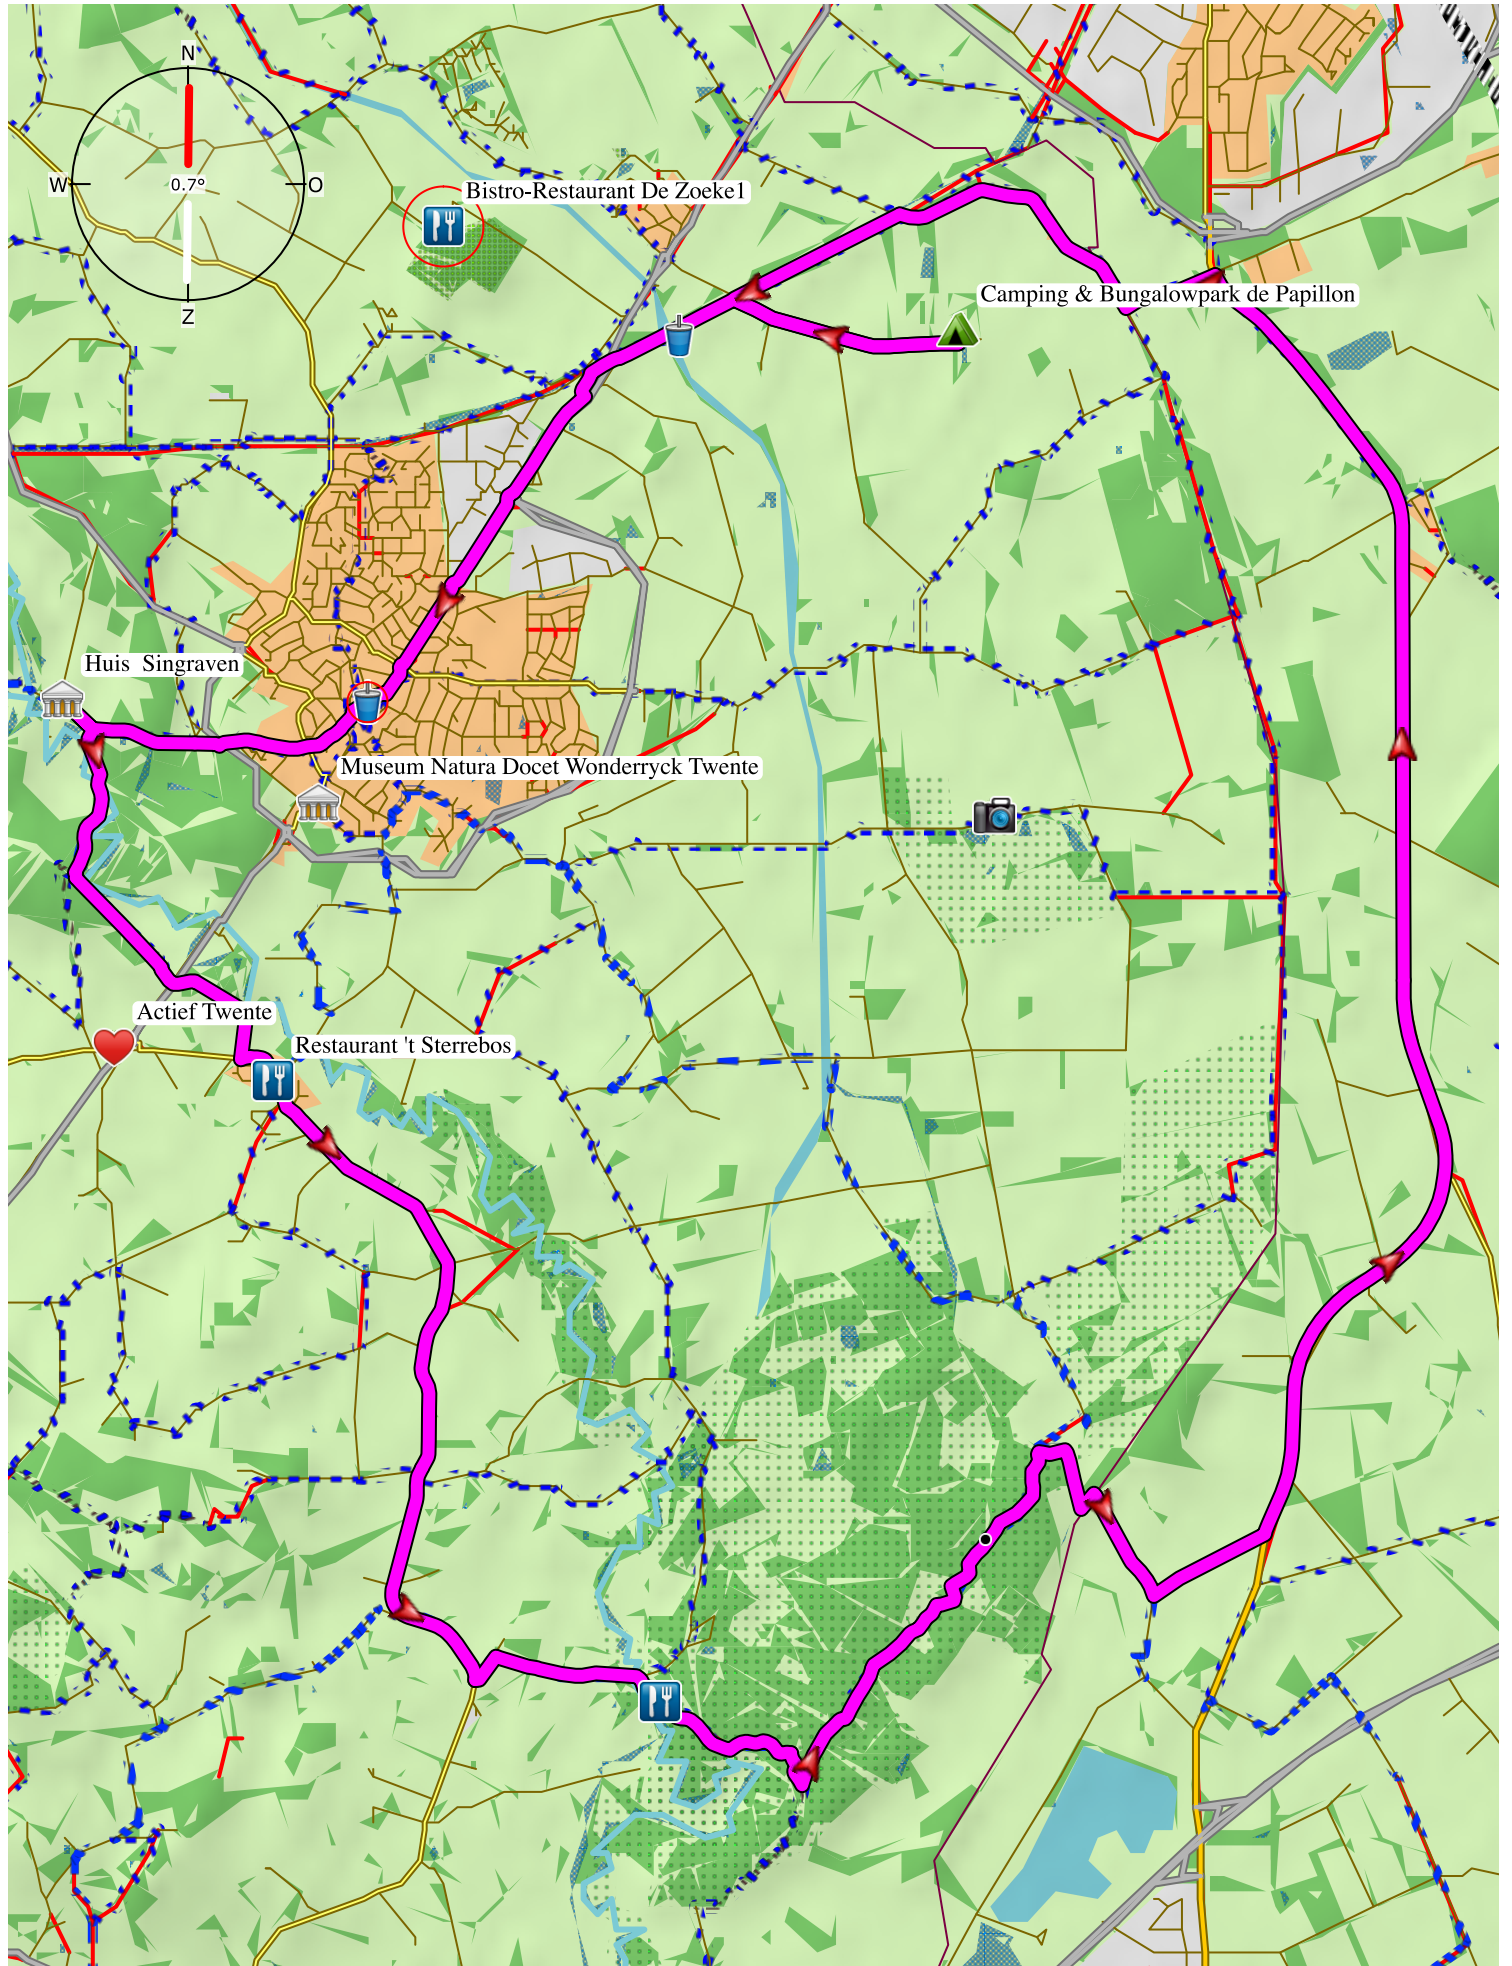 N
W
0.7°
O
Z
Bistro-Restaurant De Zoeke1
Camping & Bungalowpark de Papillon
Huis Singraven
Museum Natura Docet Wonderryck Twente
Actief Twente
Restaurant 't Sterrebos